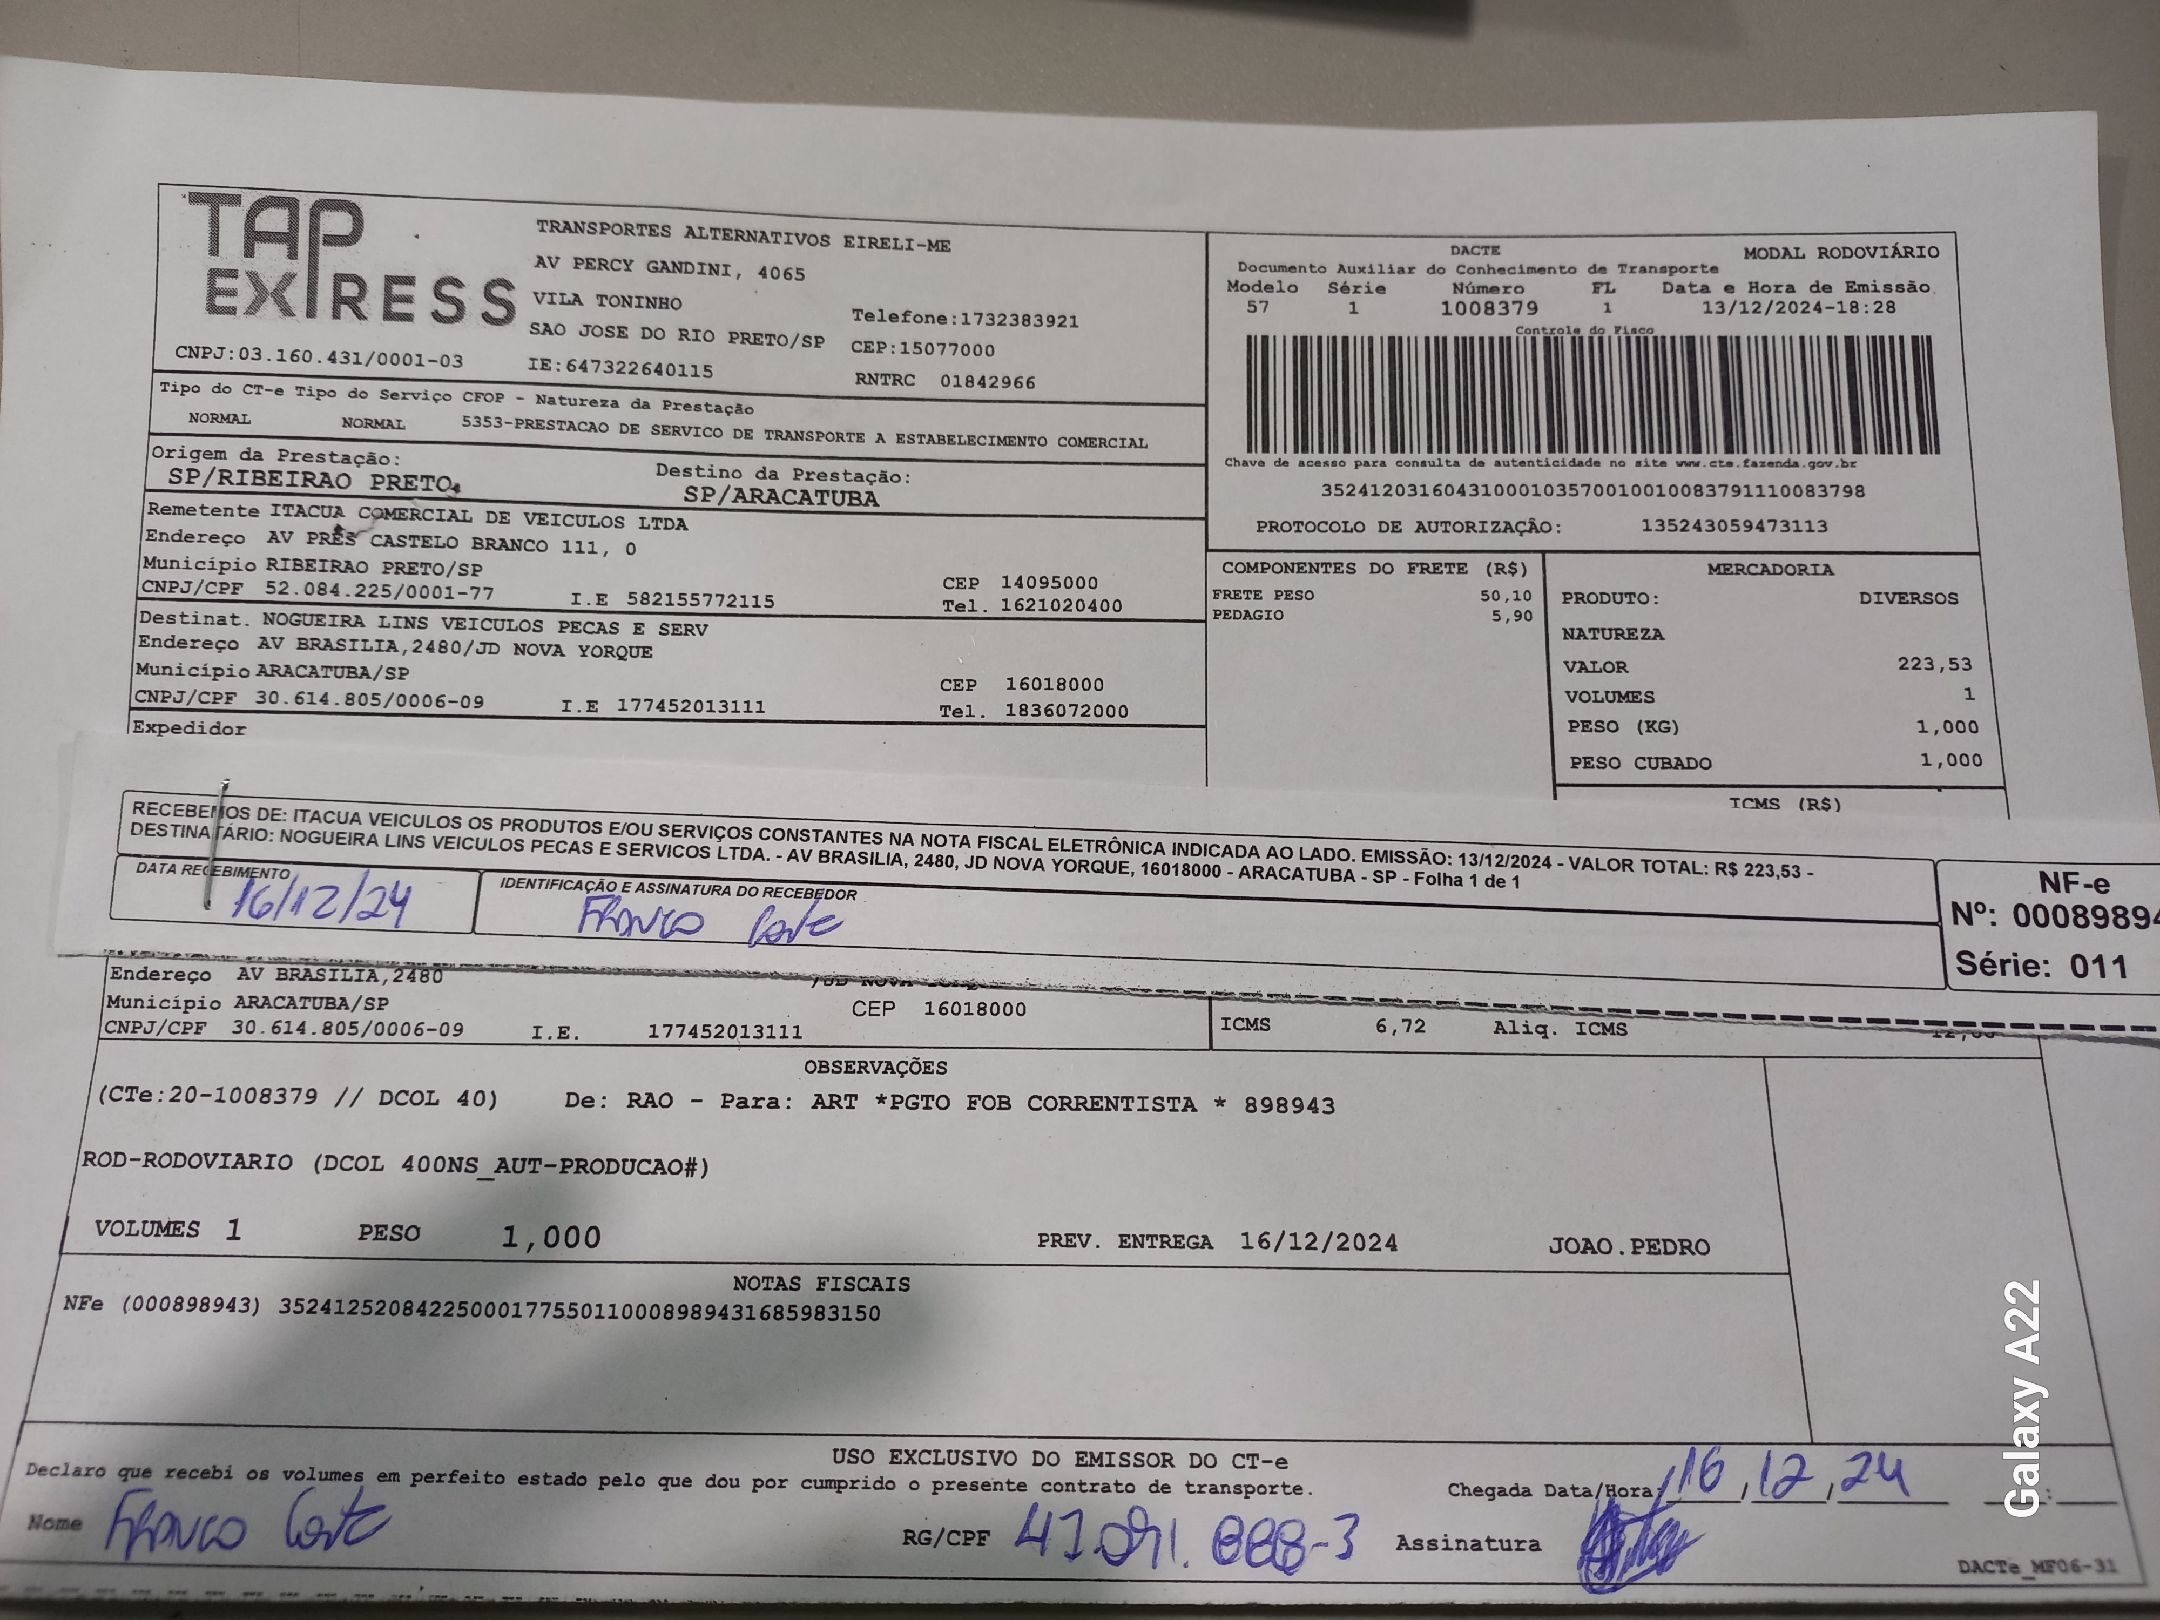 TAP EXPRESS
TRANSPORTES ALTERNATIVOS EIRELI-ME
AV PERCY GANDINI, 4065
VILA TONINHO
Telefone:1732383921
SAO JOSE DO RIO PRETO/SP CEP:15077000
CNPJ:03.160.431/0001-03 IE:647322640115 RNTRC 01842966
DACTE MODAL RODOVIÁRIO
Documento Auxiliar do Conhecimento de Transporte
Modelo Série Número FL Data e Hora de Emissão
57 1 1008379 1 13/12/2024-18:28
Controle do Fisco
Chave de acesso para consulta de autenticidade no site www.cte.fazenda.gov.br
35241203160431000103570010010083791110083798
PROTOCOLO DE AUTORIZAÇÃO: 135243059473113
Tipo do CT-e Tipo do Serviço CFOP - Natureza da Prestação
NORMAL NORMAL 5353-PRESTACAO DE SERVICO DE TRANSPORTE A ESTABELECIMENTO COMERCIAL
Origem da Prestação: Destino da Prestação:
SP/RIBEIRAO PRETO SP/ARACATUBA
Remetente ITACUA COMERCIAL DE VEICULOS LTDA
Endereço AV PRES CASTELO BRANCO 111, 0
Município RIBEIRAO PRETO/SP CEP 14095000
CNPJ/CPF 52.084.225/0001-77 I.E 582155772115 Tel. 1621020400
Destinat. NOGUEIRA LINS VEICULOS PECAS E SERV
Endereço AV BRASILIA,2480/JD NOVA YORQUE
Município ARACATUBA/SP CEP 16018000
CNPJ/CPF 30.614.805/0006-09 I.E 177452013111 Tel. 1836072000
Expedidor
COMPONENTES DO FRETE (R$)
FRETE PESO 50,10
PEDAGIO 5,90
MERCADORIA
PRODUTO: DIVERSOS
NATUREZA
VALOR 223,53
VOLUMES 1
PESO (KG) 1,000
PESO CUBADO 1,000
ICMS (R$)
RECEBEMOS DE: ITACUA VEICULOS OS PRODUTOS E/OU SERVIÇOS CONSTANTES NA NOTA FISCAL ELETRÔNICA INDICADA AO LADO. EMISSÃO: 13/12/2024 - VALOR TOTAL: R$ 223,53 -
DESTINATÁRIO: NOGUEIRA LINS VEICULOS PECAS E SERVICOS LTDA. - AV BRASILIA, 2480, JD NOVA YORQUE, 16018000 - ARACATUBA - SP - Folha 1 de 1
DATA RECEBIMENTO IDENTIFICAÇÃO E ASSINATURA DO RECEBEDOR
16/12/24 FRANCO
NF-e
Nº: 00089894
Série: 011
Endereço AV BRASILIA,2480
Município ARACATUBA/SP CEP 16018000
CNPJ/CPF 30.614.805/0006-09 I.E. 177452013111
ICMS 6,72 Aliq. ICMS 12,00
OBSERVAÇÕES
(CTe:20-1008379 // DCOL 40) De: RAO - Para: ART *PGTO FOB CORRENTISTA * 898943
ROD-RODOVIARIO (DCOL 400NS_AUT-PRODUCAO#)
VOLUMES 1 PESO 1,000 PREV. ENTREGA 16/12/2024 JOAO.PEDRO
NOTAS FISCAIS
NFe (000898943) 35241252084225000177550110008989431685983150
USO EXCLUSIVO DO EMISSOR DO CT-e
Declaro que recebi os volumes em perfeito estado pelo que dou por cumprido o presente contrato de transporte.
Chegada Data/Hora: 16,12,24
Nome FRANCO RG/CPF Assinatura
DACTe_MF06-31
Galaxy A22